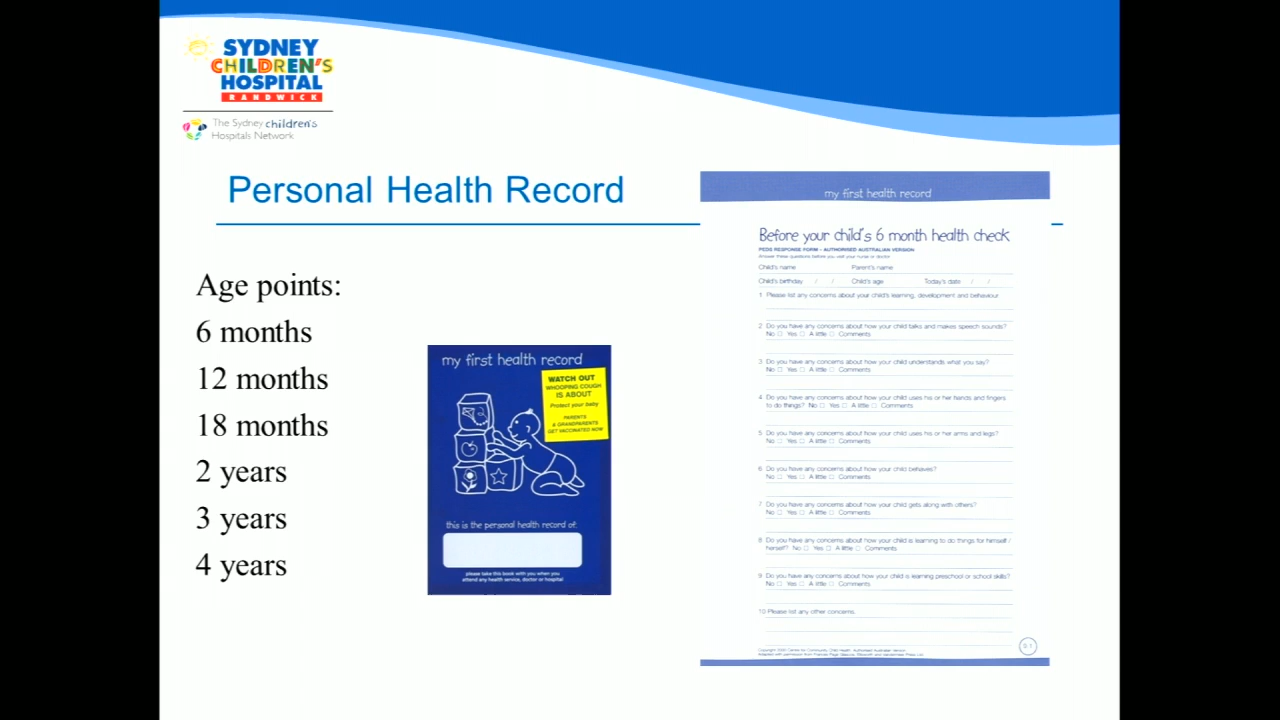 SYDNEY
CHILDREN'S
HOSPITAL
RANDWICK
The Sydney children's
Hospitals Network
Personal Health Record
Age points:
6 months
12 months
18 months
2 years
3 years
4 years
my first health record
WATCH OUT
WHOOPING COUGH
IS ABOUT
Protect your baby
PARENTS
& GRANDPARENTS
GET VACCINATED NOW
this is the personal health record of:
please take this book with you when you
attend any health service, doctor or hospital
my first health record
Before your child's 6 month health check
PEDS RESPONSE FORM – AUTHORISED AUSTRALIAN VERSION
Answer these questions before you visit your nurse or doctor
Child's name Parent's name
Child's birthday / / Child's age Today's date / /
1 Please list any concerns about your child's learning, development and behaviour.
2 Do you have any concerns about how your child talks and makes speech sounds?
No □ Yes □ A little □ Comments
3 Do you have any concerns about how your child understands what you say?
No □ Yes □ A little □ Comments
4 Do you have any concerns about how your child uses his or her hands and fingers
to do things? No □ Yes □ A little □ Comments
5 Do you have any concerns about how your child uses his or her arms and legs?
No □ Yes □ A little □ Comments
6 Do you have any concerns about how your child behaves?
No □ Yes □ A little □ Comments
7 Do you have any concerns about how your child gets along with others?
No □ Yes □ A little □ Comments
8 Do you have any concerns about how your child is learning to do things for himself /
herself? No □ Yes □ A little □ Comments
9 Do you have any concerns about how your child is learning preschool or school skills?
No □ Yes □ A little □ Comments
10 Please list any other concerns.